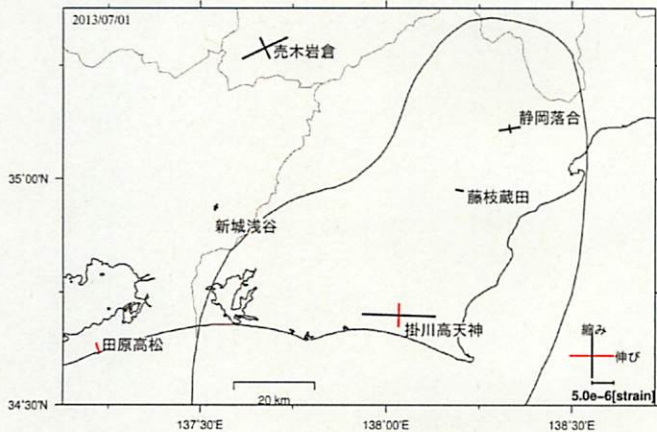 2013/07/01
売木岩倉
静岡落合
35°00'N
藤枝蔵田
新城浅谷
掛川高天神
縮み
田原高松
伸び
5.0e-6[strain]
20 km
34°30'N
137°30'E
138°00'E
138°30'E